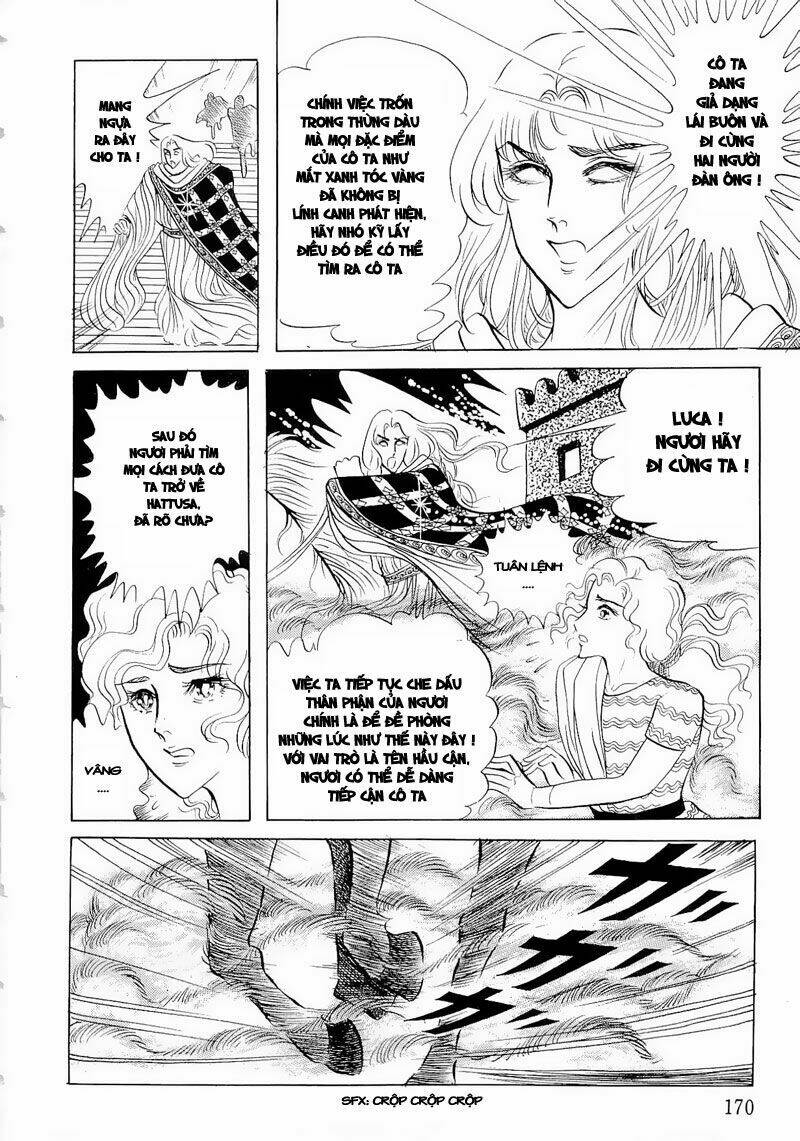 CÔ TA
ĐANG
GIẢ DẠNG
LÁI BUÔN VÀ
ĐI CÙNG
HAI NGƯỜI
ĐÀN ÔNG !
CHÍNH VIỆC TRỐN
TRONG THÙNG DẦU
MÀ MỌI ĐẶC ĐIỂM
CỦA CÔ TA NHƯ
MẮT XANH TÓC VÀNG
ĐÃ KHÔNG BỊ
LÍNH CANH PHÁT HIỆN,
HÃY NHỚ KỸ LẤY
ĐIỀU ĐÓ ĐỂ CÓ THỂ
TÌM RA CÔ TA
MANG
NGỰA
RA ĐÂY
CHO TA !
LUCA !
NGƯƠI HÃY
ĐI CÙNG TA !
TUÂN LỆNH
....
VIỆC TA TIẾP TỤC CHE DẤU
THÂN PHẬN CỦA NGƯƠI
CHÍNH LÀ ĐỂ ĐỀ PHÒNG
NHỮNG LÚC NHƯ THẾ NÀY ĐÂY !
VỚI VAI TRÒ LÀ TÊN HẦU CẬN,
NGƯƠI CÓ THỂ DỄ DÀNG
TIẾP CẬN CÔ TA
SAU ĐÓ
NGƯƠI PHẢI TÌM
MỌI CÁCH ĐƯA CÔ
TA TRỞ VỀ
HATTUSA,
ĐÃ RÕ CHƯA?
VÂNG
....
ガガガ
SFX: CRỘP CRỘP CRỘP
170